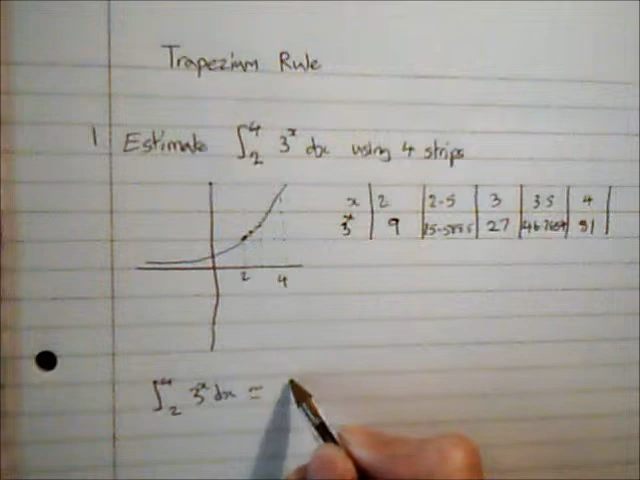 Trapezium Rule
1 Estimate ∫₂⁴ 3ˣ dx using 4 strips
x 2 2.5 3 3.5 4
3ˣ 9 15.5885 27 46.7654 81
2 4
∫₂⁴ 3ˣ dx ≃